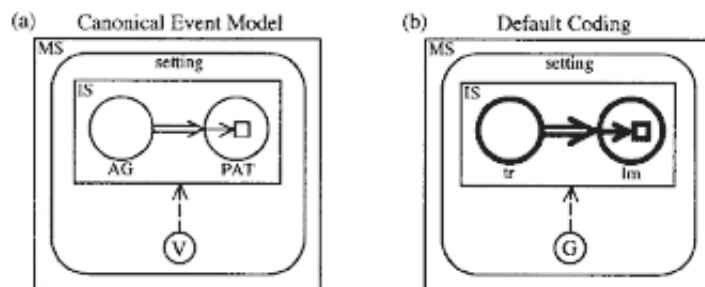 (a) Canonical Event Model
MS
setting
IS
AG PAT
V
(b) Default Coding
MS
setting
IS
tr lm
G